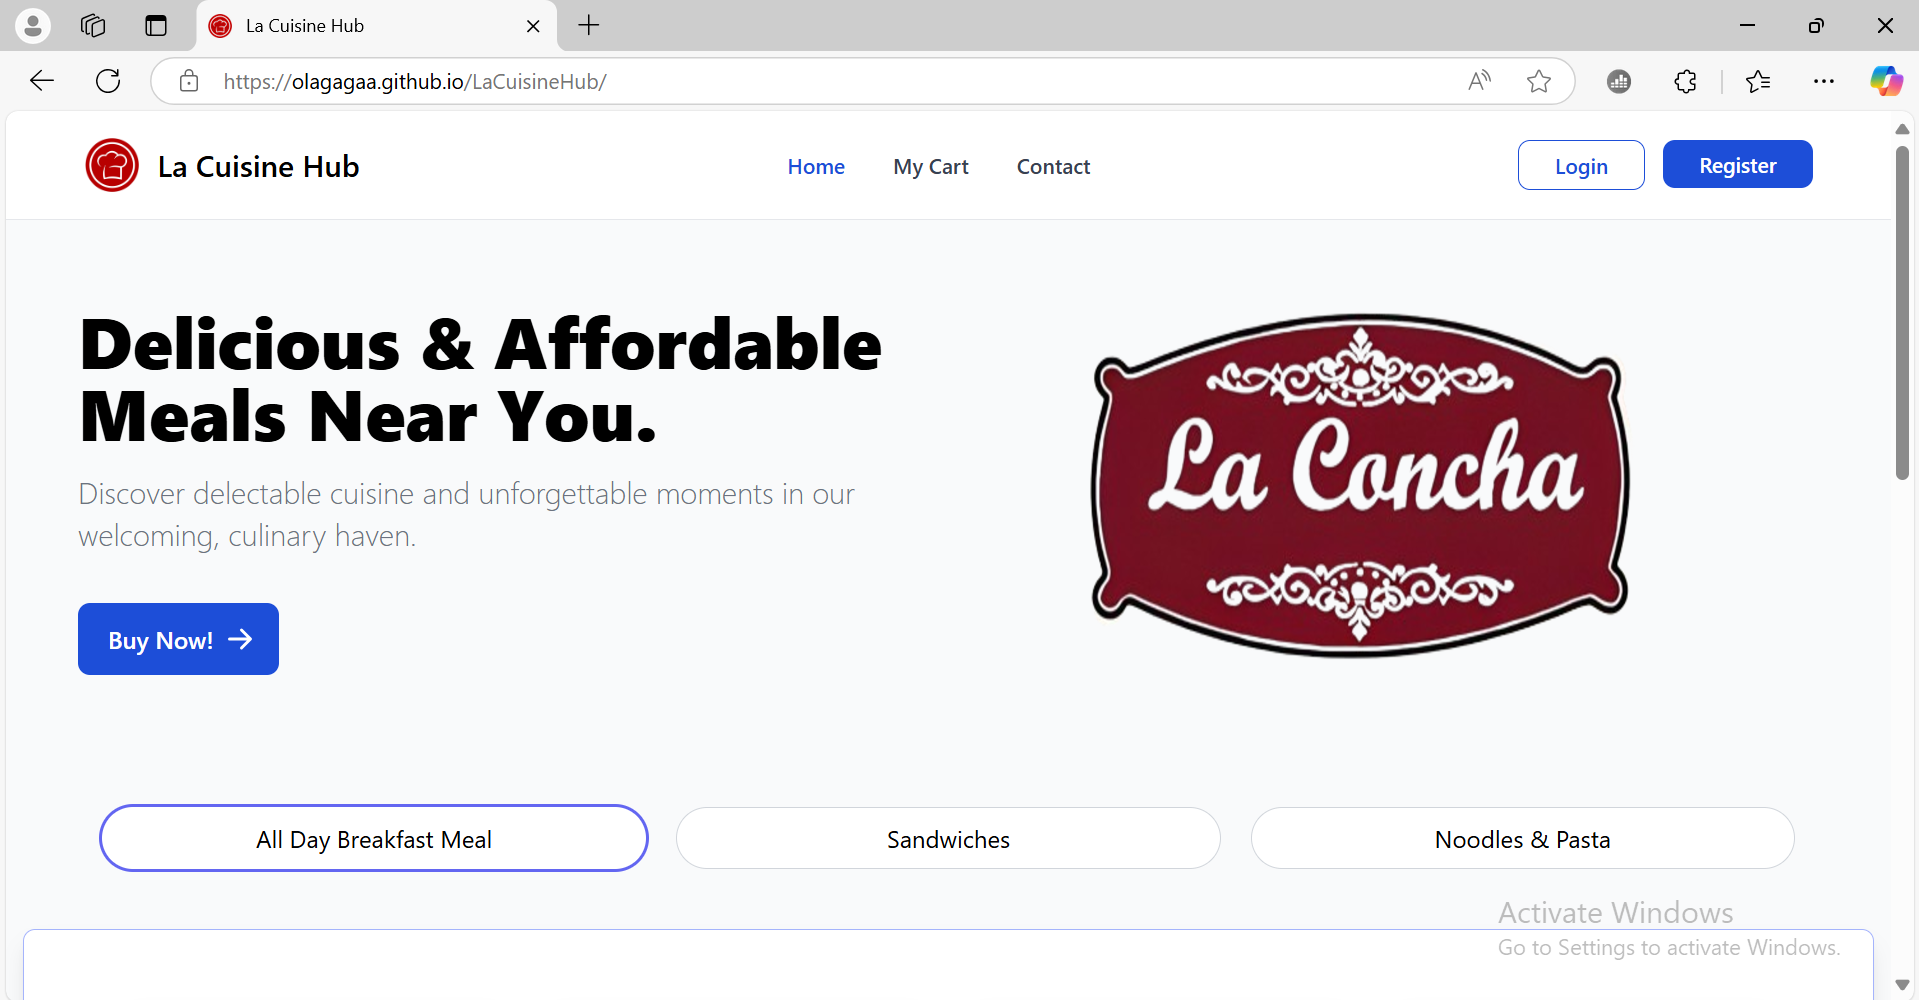 La Cuisine Hub
https://olagagaa.github.io/LaCuisineHub/
La Cuisine Hub
Home
My Cart
Contact
Login
Register
Delicious & Affordable
Meals Near You.
Discover delectable cuisine and unforgettable moments in our
welcoming, culinary haven.
Buy Now!
La Concha
All Day Breakfast Meal
Sandwiches
Noodles & Pasta
Activate Windows
Go to Settings to activate Windows.